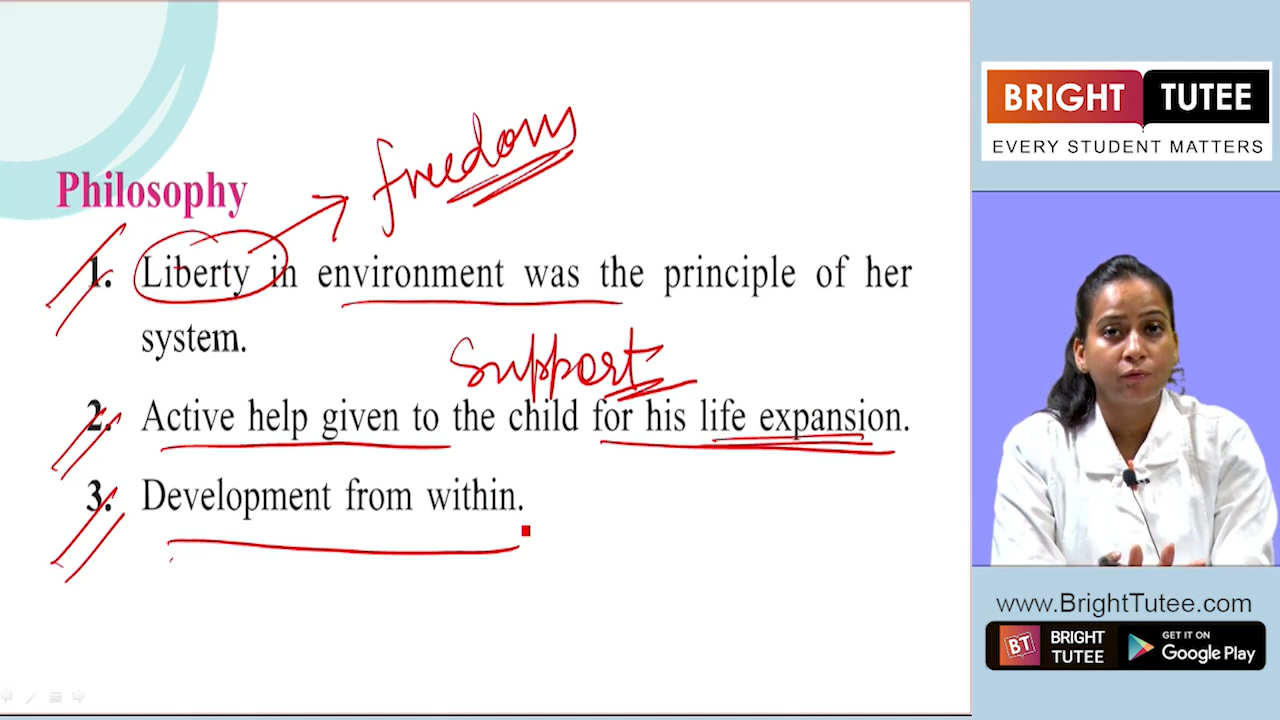 freedom
Philosophy
1. Liberty in environment was the principle of her
system.
support
2. Active help given to the child for his life expansion.
3. Development from within.
BRIGHT TUTEE
EVERY STUDENT MATTERS
www.BrightTutee.com
BT BRIGHT TUTEE
GET IT ON
Google Play